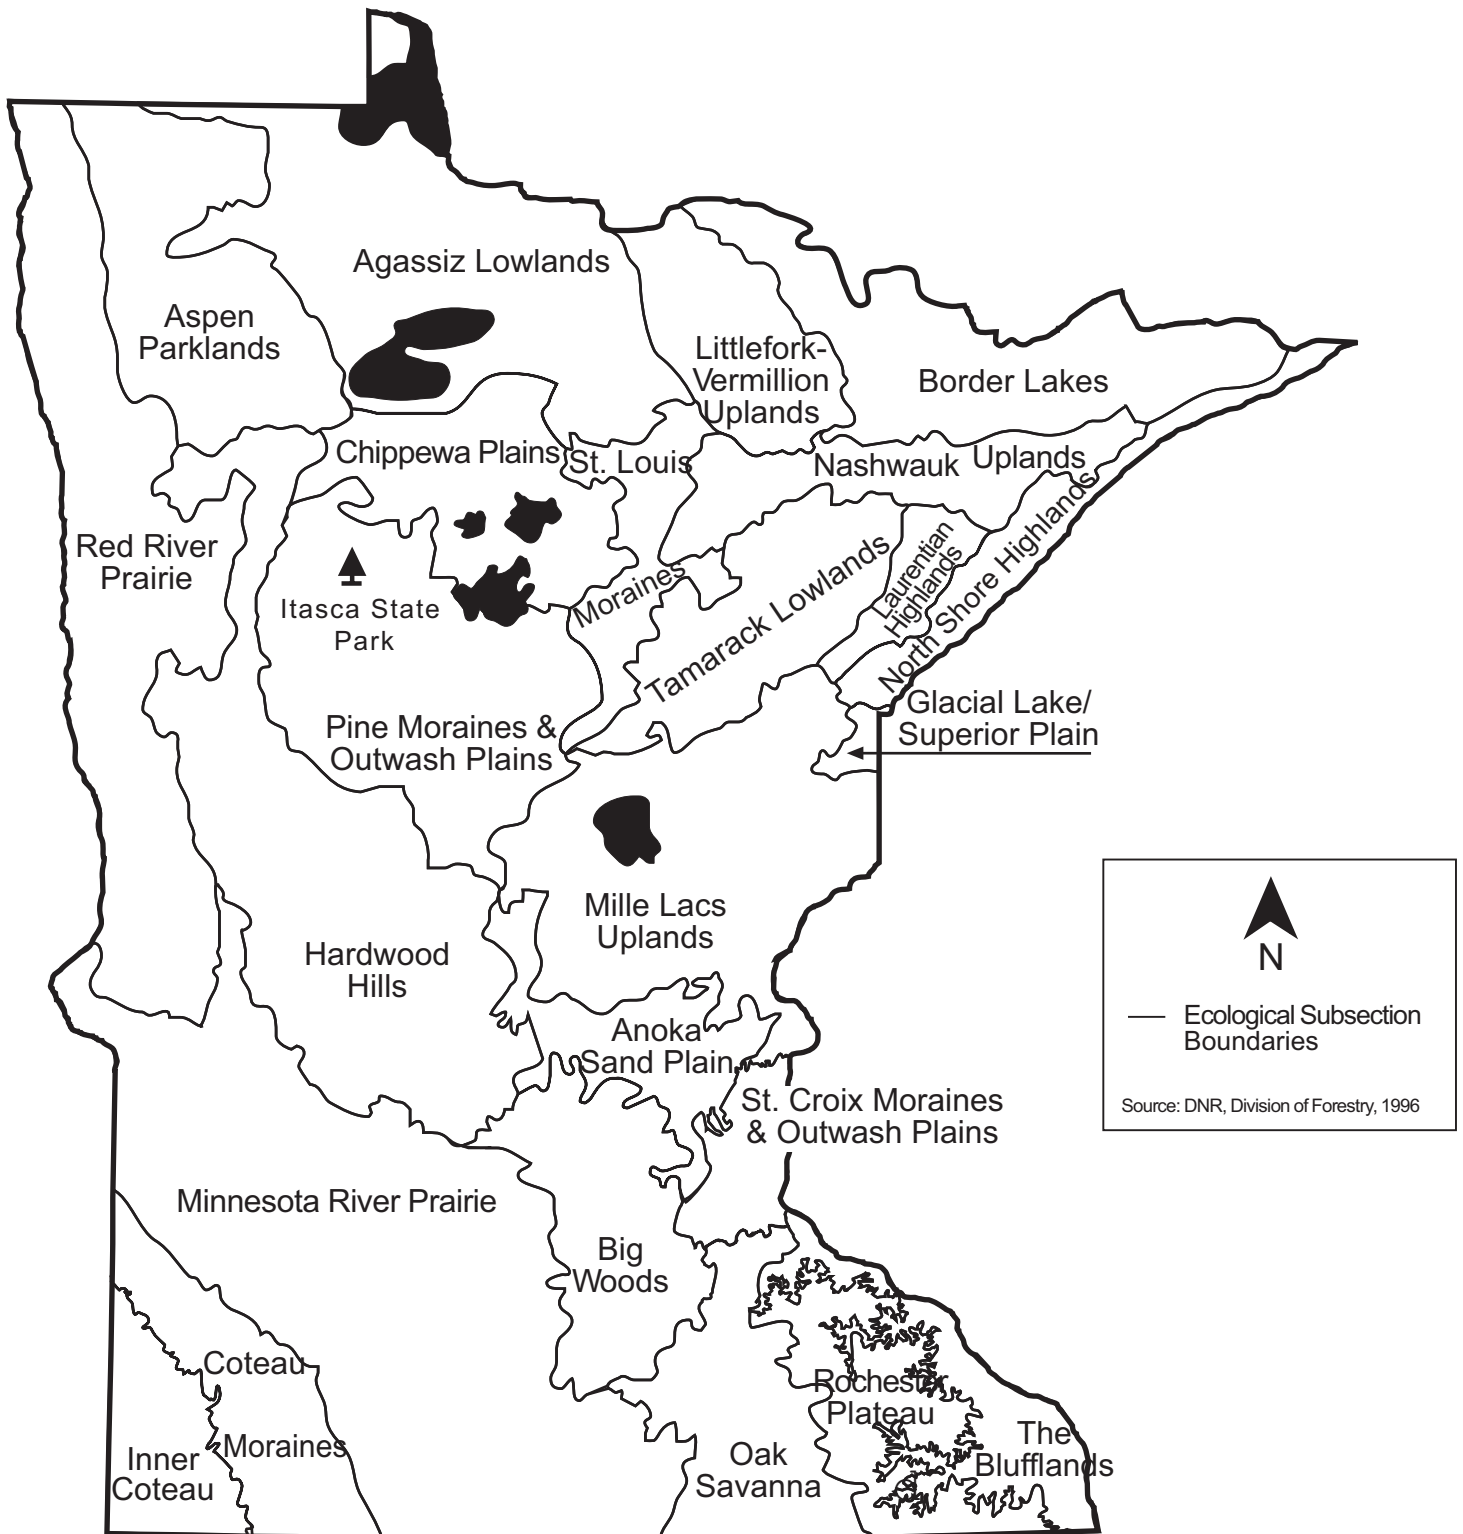 Agassiz Lowlands
Aspen
Parklands
Littlefork-
Vermillion
Uplands
Border Lakes
Chippewa Plains
St. Louis
Moraines
Nashwauk Uplands
Red River
Prairie
Itasca State
Park
Tamarack Lowlands
Laurentian
Highlands
North Shore Highlands
Glacial Lake/
Superior Plain
Pine Moraines &
Outwash Plains
Mille Lacs
Uplands
Hardwood
Hills
Anoka
Sand Plain
St. Croix Moraines
& Outwash Plains
Minnesota River Prairie
Big
Woods
Coteau
Moraines
Inner
Coteau
Oak
Savanna
Rochester
Plateau
The
Blufflands
N
Ecological Subsection
Boundaries
Source: DNR, Division of Forestry, 1996